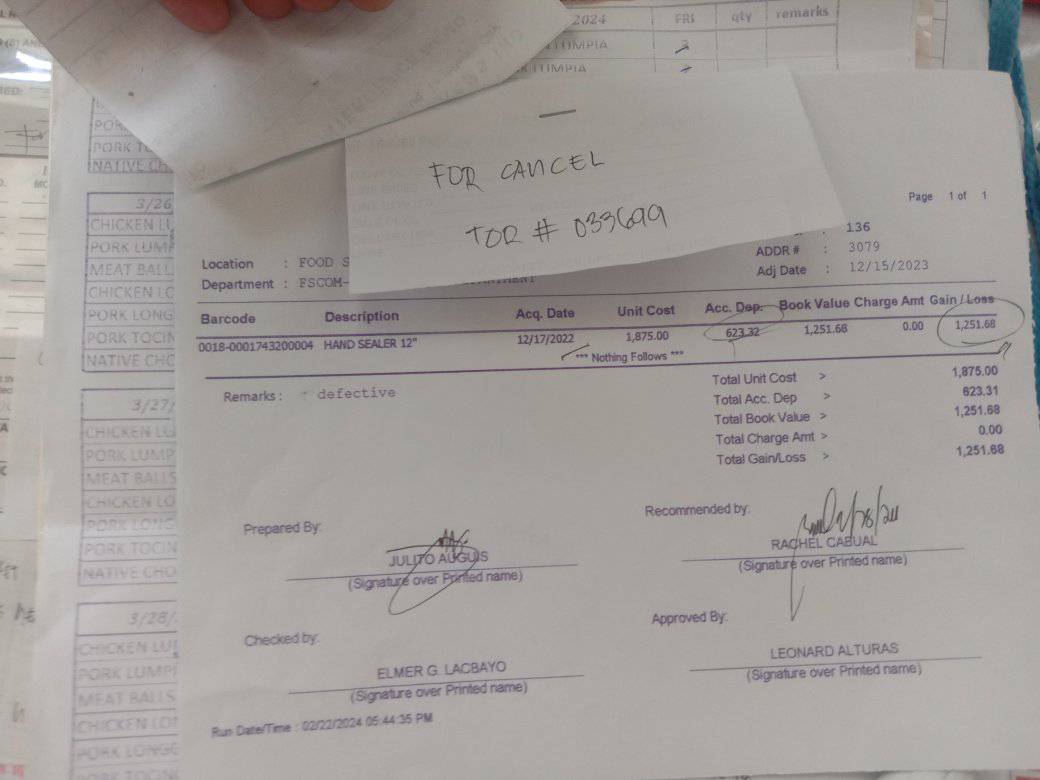 2024 FRI qty remarks
LUMPIA
LUMPIA
PORK
NATIVE CH
3/26
CHICKEN LU
PORK LUMP
MEAT BALL
CHICKEN LO
PORK LONG
PORK TOCIN
NATIVE CHO
3/27/
CHICKEN LU
PORK LUMP
MEAT BALLS
CHICKEN LO
PORK LONG
PORK TOCIN
NATIVE CHO
3/28/
CHICKEN LU
PORK LUMPI
MEAT BALLS
CHICKEN LON
PORK LONGG
PORK TOCINO
FOR CANCEL
TOR # 033699
Page 1 of 1
: 136
ADDR # : 3079
Adj Date : 12/15/2023
Location : FOOD S
Department : FSCOM-
Barcode Description Acq. Date Unit Cost Acc. Dep. Book Value Charge Amt Gain / Loss
0018-0001743200004 HAND SEALER 12" 12/17/2022 1,875.00 623.32 1,251.68 0.00 1,251.68
*** Nothing Follows ***
Remarks : defective
Total Unit Cost > 1,875.00
Total Acc. Dep > 623.31
Total Book Value > 1,251.68
Total Charge Amt > 0.00
Total Gain/Loss > 1,251.68
Prepared By:
JULITO AUGUIS
(Signature over Printed name)
Recommended by:
RACHEL CABUAL
(Signature over Printed name)
Checked by:
ELMER G. LACBAYO
(Signature over Printed name)
Approved By:
LEONARD ALTURAS
(Signature over Printed name)
Run Date/Time : 02/22/2024 05:44:35 PM